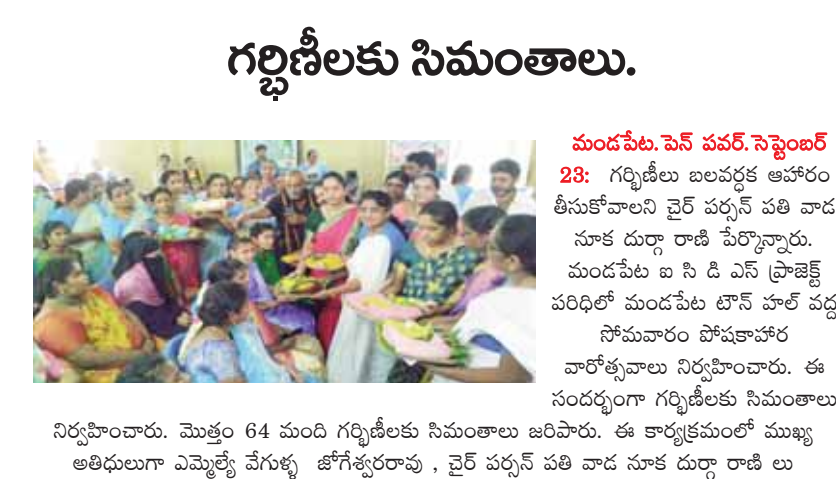 గర్భిణీలకు సిమంతాలు.
మండపేట.పెన్ పవర్.సెప్టెంబర్
23: గర్భిణీలు బలవర్ధక ఆహారం
తీసుకోవాలని చైర్ పర్సన్ పతి వాడ
నూక దుర్గా రాణి పేర్కొన్నారు.
మండపేట ఐ సి డి ఎస్ ప్రాజెక్ట్
పరిధిలో మండపేట టౌన్ హల్ వద్ద
సోమవారం పోషకాహార
వారోత్సవాలు నిర్వహించారు. ఈ
సందర్భంగా గర్భిణీలకు సిమంతాలు
నిర్వహించారు. మొత్తం 64 మంది గర్భిణీలకు సిమంతాలు జరిపారు. ఈ కార్యక్రమంలో ముఖ్య
అతిధులుగా ఎమ్మెల్యే వేగుళ్ళ జోగేశ్వరరావు , చైర్ పర్సన్ పతి వాడ నూక దుర్గా రాణి లు